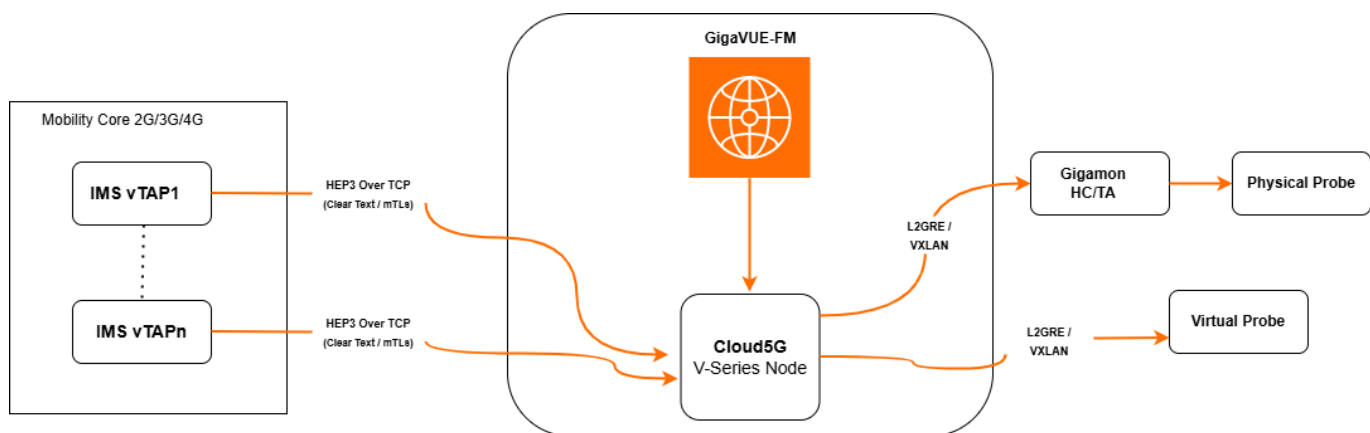 GigaVUE-FM
Mobility Core 2G/3G/4G
IMS vTAP1
HEP3 Over TCP
(Clear Text / mTLs)
Gigamon
HC/TA
Physical Probe
L2GRE /
VXLAN
IMS vTAPn
HEP3 Over TCP
(Clear Text / mTLs)
Cloud5G
V-Series Node
L2GRE /
VXLAN
Virtual Probe